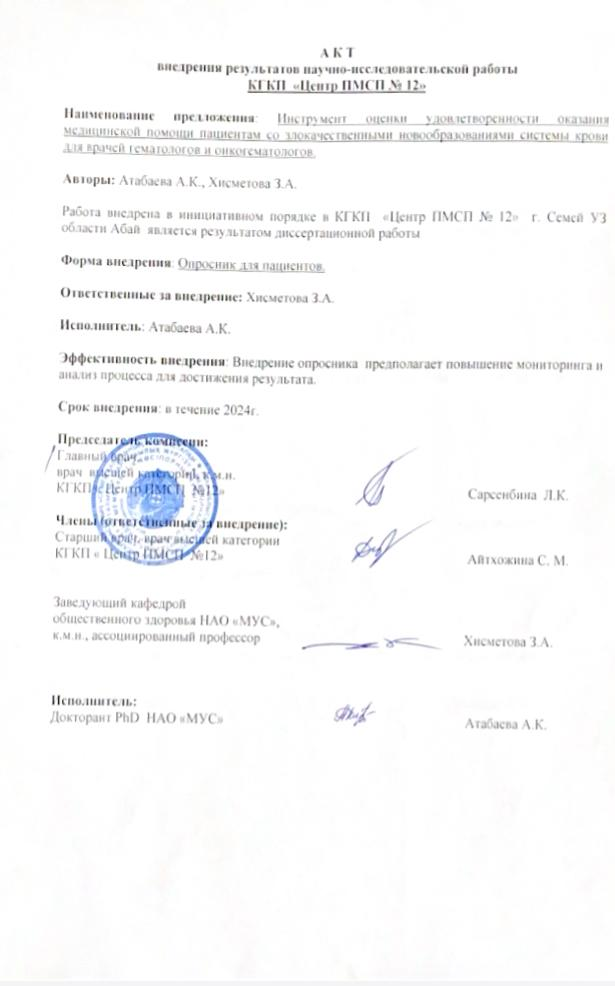 А К Т
внедрения результатов научно-исследовательской работы
КГКП «Центр ПМСП № 12»
Наименование предложения: Инструмент оценки удовлетворенности оказания
медицинской помощи пациентам со злокачественными новообразованиями системы крови
для врачей гематологов и онкогематологов.
Авторы: Атабаева А.К., Хисметова З.А.
Работа внедрена в инициативном порядке в КГКП «Центр ПМСП № 12» г. Семей УЗ
области Абай является результатом диссертационной работы
Форма внедрения: Опросник для пациентов.
Ответственные за внедрение: Хисметова З.А.
Исполнитель: Атабаева А.К.
Эффективность внедрения: Внедрение опросника предполагает повышение мониторинга и
анализ процесса для достижения результата.
Срок внедрения: в течение 2024г.
Председатель комиссии:
Главный врач,
врач высшей категории, к.м.н.
КГКП « Центр ПМСП №12»
Сарсенбина Л.К.
Члены (ответственные за внедрение):
Старший врач, врач высшей категории
КГКП « Центр ПМСП №12»
Айтхожина С. М.
Заведующий кафедрой
общественного здоровья НАО «МУС»,
к.м.н., ассоциированный профессор
Хисметова З.А.
Исполнитель:
Докторант PhD НАО «МУС»
Атабаева А.К.